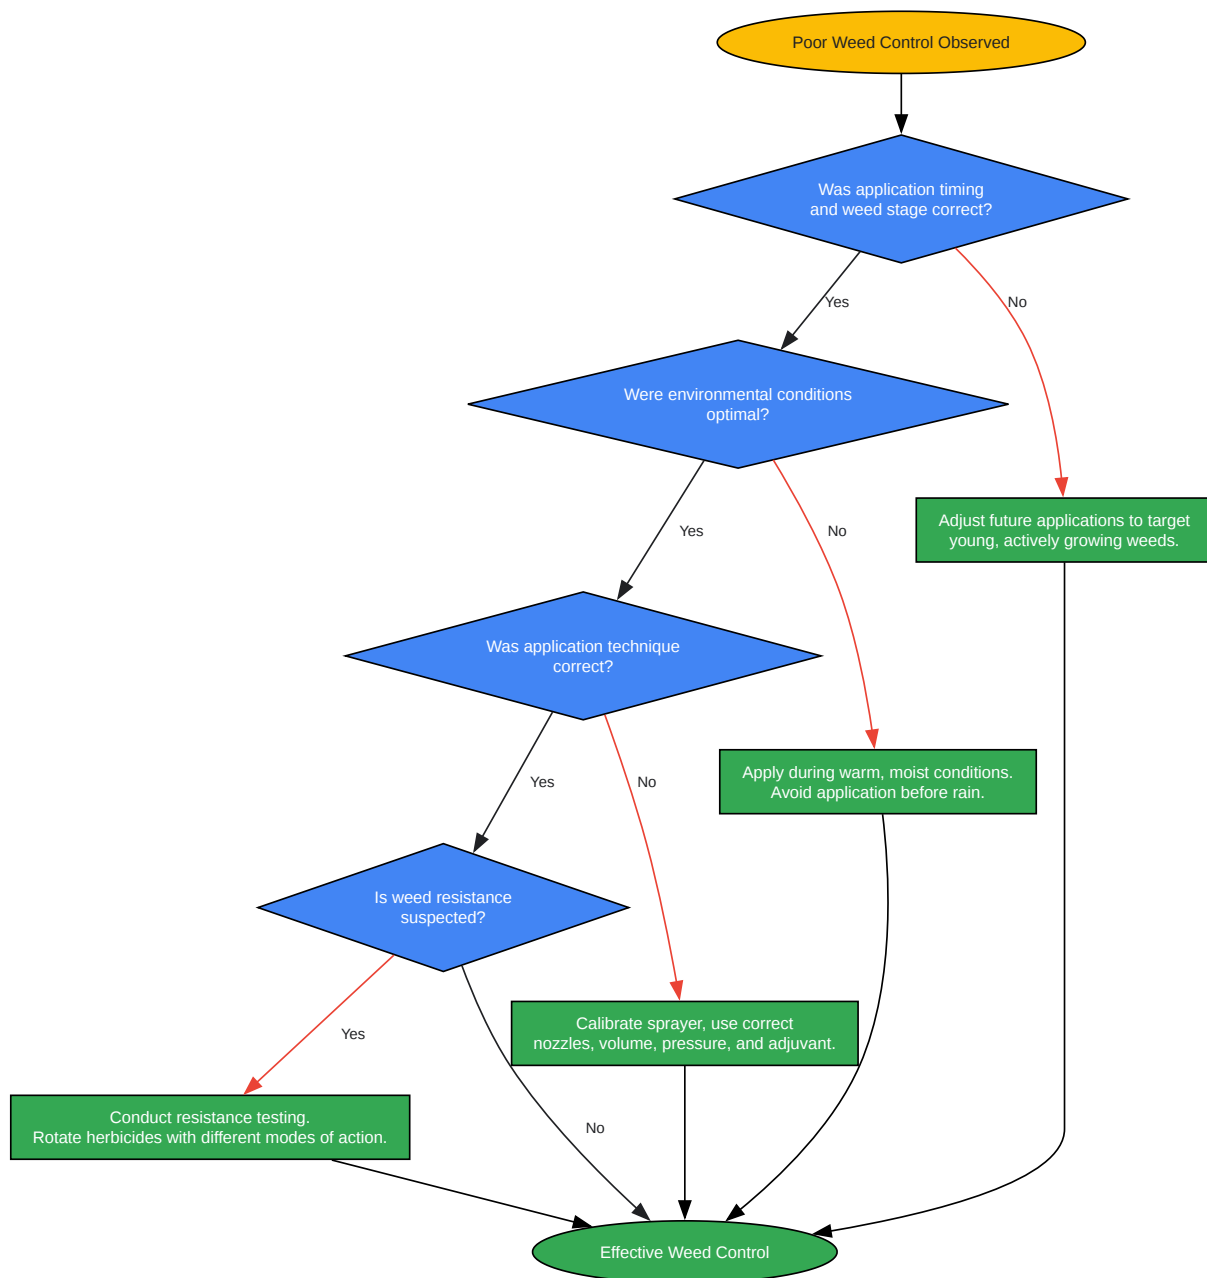 Poor Weed Control Observed
Was application timing
and weed stage correct?
Yes
No
Were environmental conditions
optimal?
Yes
No
Adjust future applications to target
young, actively growing weeds.
Was application technique
correct?
Yes
No
Apply during warm, moist conditions.
Avoid application before rain.
Is weed resistance
suspected?
Yes
No
Calibrate sprayer, use correct
nozzles, volume, pressure, and adjuvant.
Conduct resistance testing.
Rotate herbicides with different modes of action.
Effective Weed Control